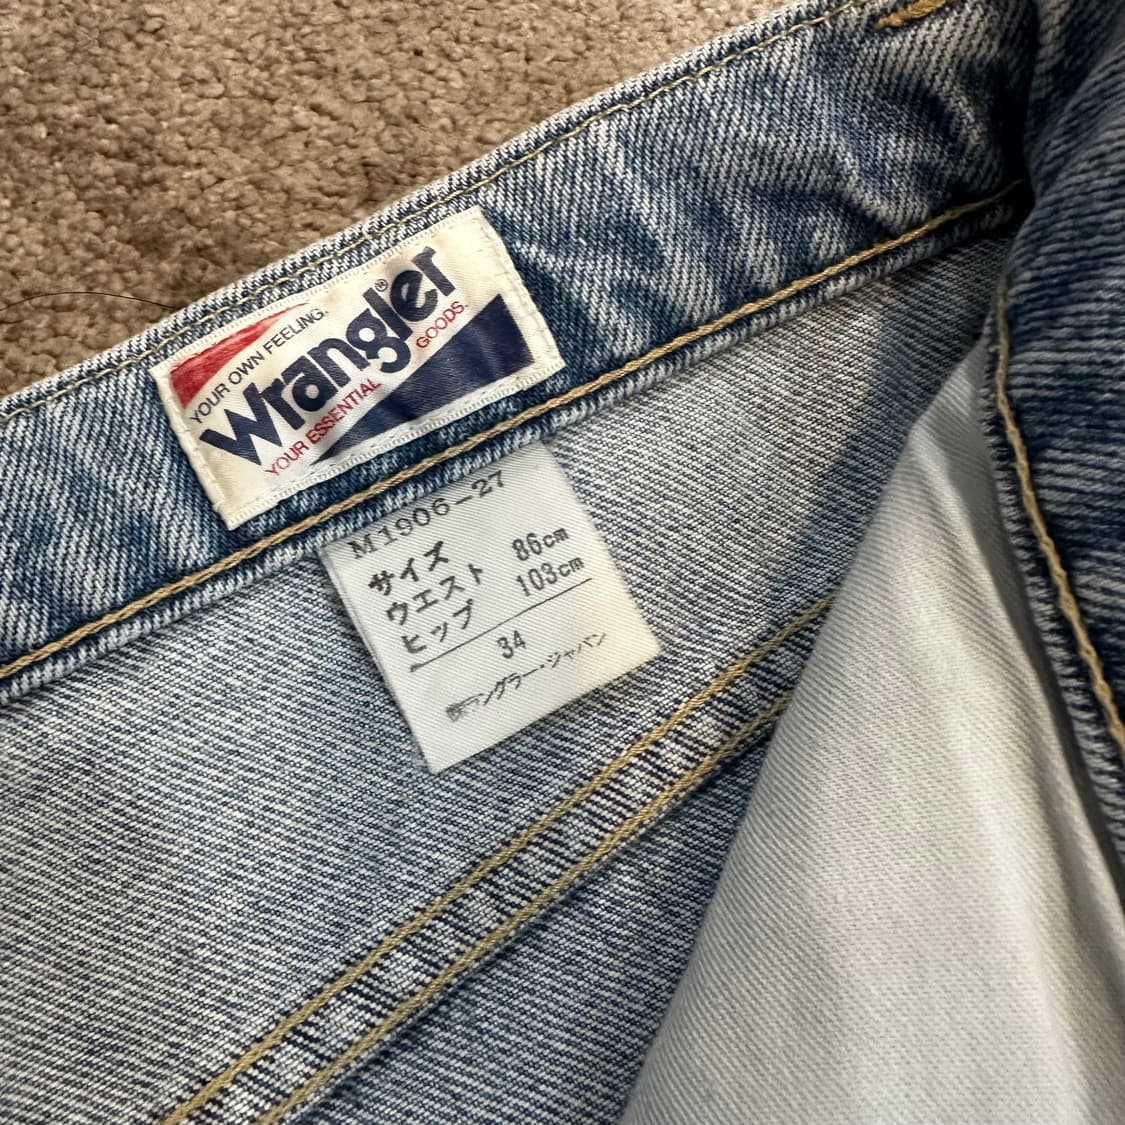 YOUR OWN FEELING.
Wrangler®
YOUR ESSENTIAL GOODS.
M1906-27
サイズ
ウエスト 86cm
ヒップ 103cm
34
ラングラー・ジャパン